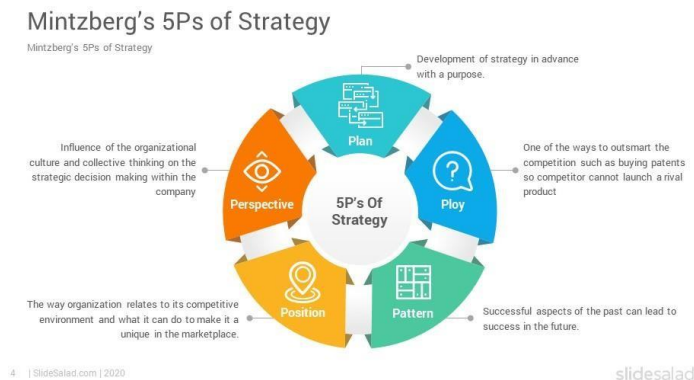 Mintzberg's 5Ps of Strategy
Mintzberg's 5Ps of Strategy
Development of strategy in advance
with a purpose.
Plan
One of the ways to outsmart the
competition such as buying patents
so competitor cannot launch a rival
product
Ploy
Influence of the organizational
culture and collective thinking on the
strategic decision making within the
company
Perspective
5P's Of
Strategy
The way organization relates to its competitive
environment and what it can do to make it a
unique in the marketplace.
Position
Pattern
Successful aspects of the past can lead to
success in the future.
4 | SlideSalad.com | 2020
slidesalad